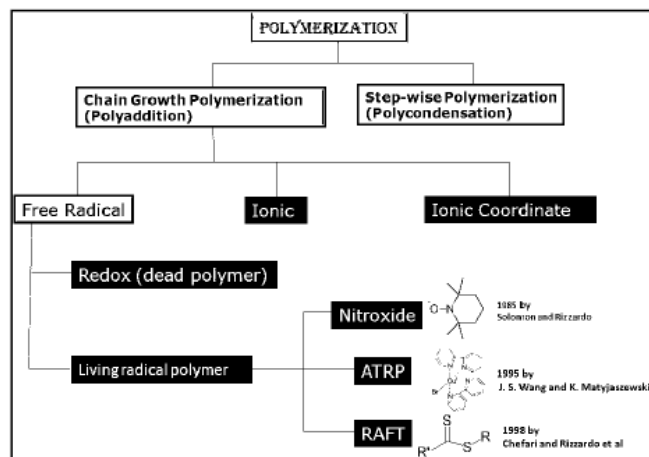 POLYMERIZATION
Chain Growth Polymerization
(Polyaddition)
Step-wise Polymerization
(Polycondensation)
Free Radical
Ionic
Ionic Coordinate
Redox (dead polymer)
Nitroxide
O
N
1985 by
Solomon and Rizzardo
Living radical polymer
ATRP
Br
1995 by
J. S. Wang and K. Matyjaszewski
RAFT
S
R'
S
R
1998 by
Chefari and Rizzardo et al